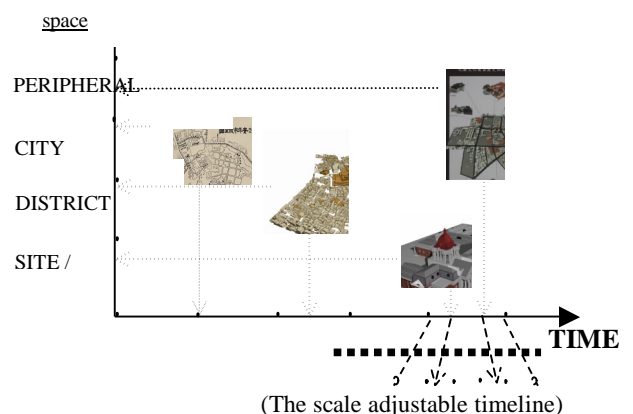 space
PERIPHERAL
CITY
DISTRICT
SITE /
TIME
(The scale adjustable timeline)